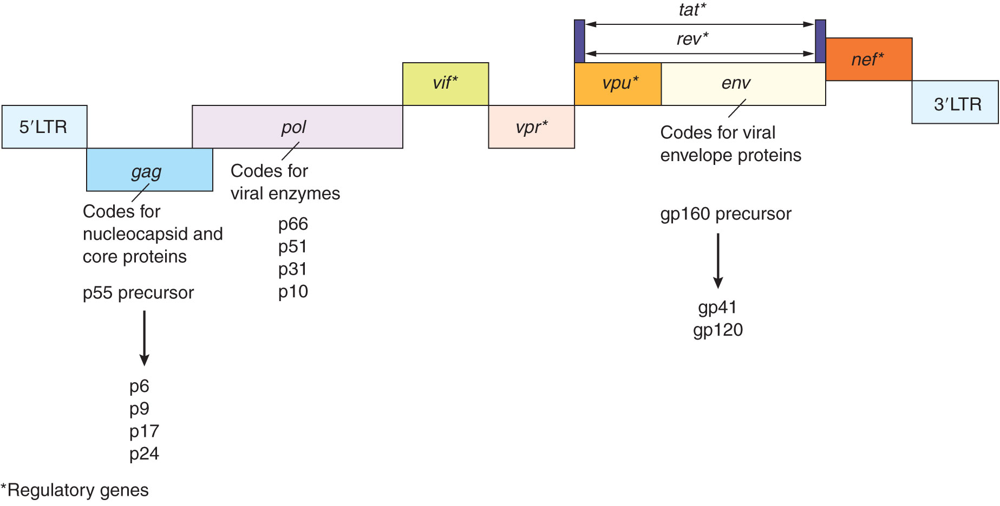 tat*
rev*
nef*
vif*
vpu*
env
5′LTR
pol
vpr*
3′LTR
gag
Codes for viral
envelope proteins
Codes for
viral enzymes
Codes for
nucleocapsid and
core proteins
p66
p51
p31
p10
gp160 precursor
p55 precursor
gp41
gp120
p6
p9
p17
p24
*Regulatory genes